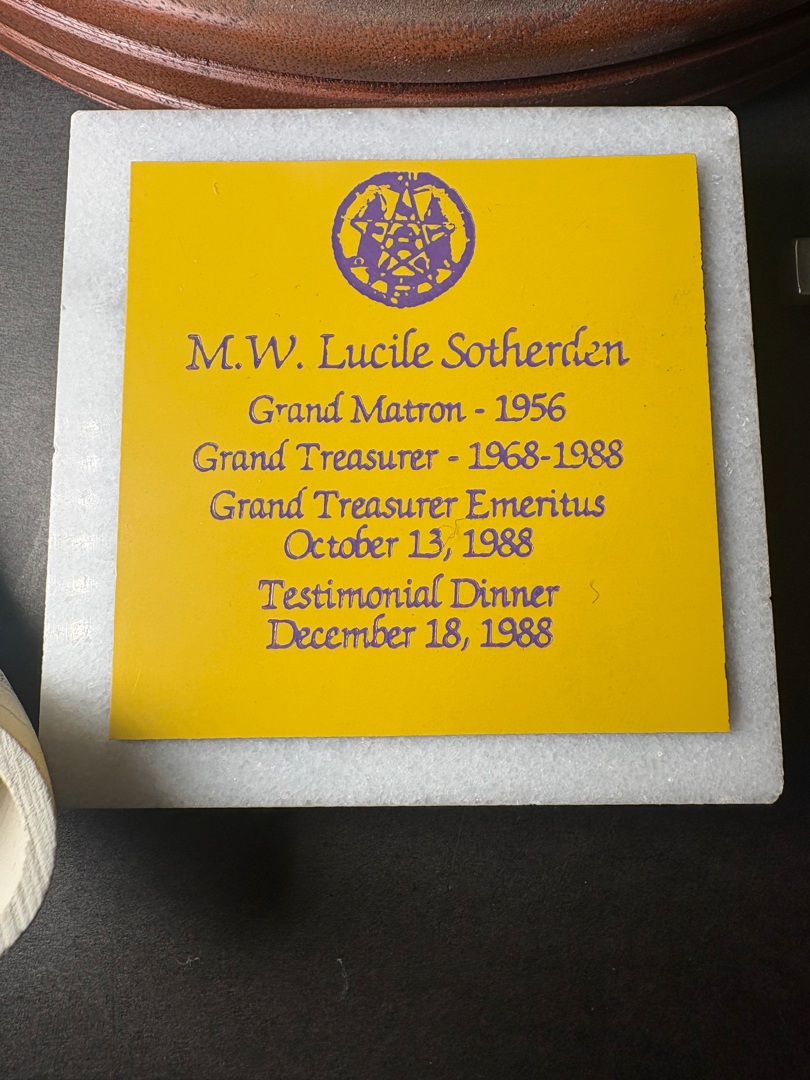 M.W. Lucile Sotherden
Grand Matron - 1956
Grand Treasurer - 1968-1988
Grand Treasurer Emeritus
October 13, 1988
Testimonial Dinner
December 18, 1988